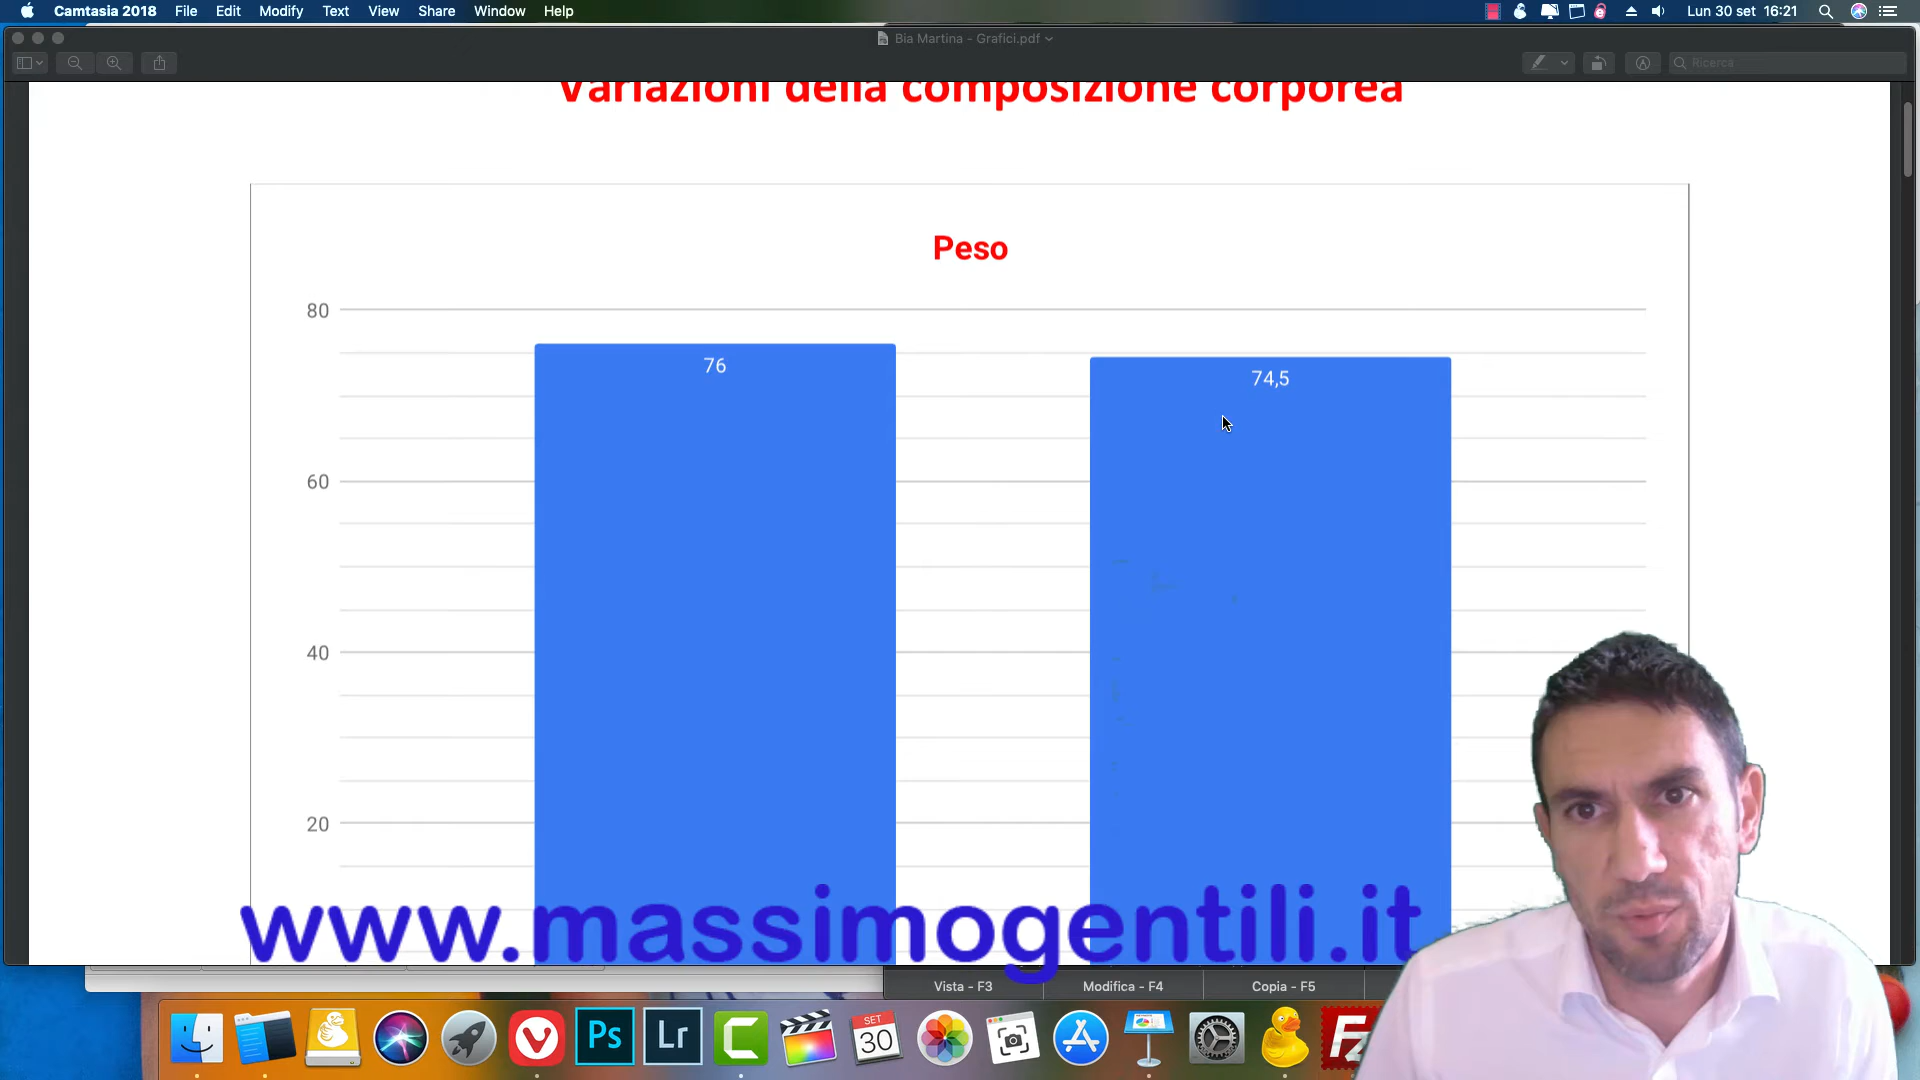 Camtasia 2018 File Edit Modify Text View Share Window Help Lun 30 set 16:21
Bia Martina - Grafici.pdf
Ricerca
Variazioni della composizione corporea
Peso
80
76
74,5
60
40
20
www.massimogentili.it
Vista - F3 Modifica - F4 Copia - F5
Ps Lr SET 30